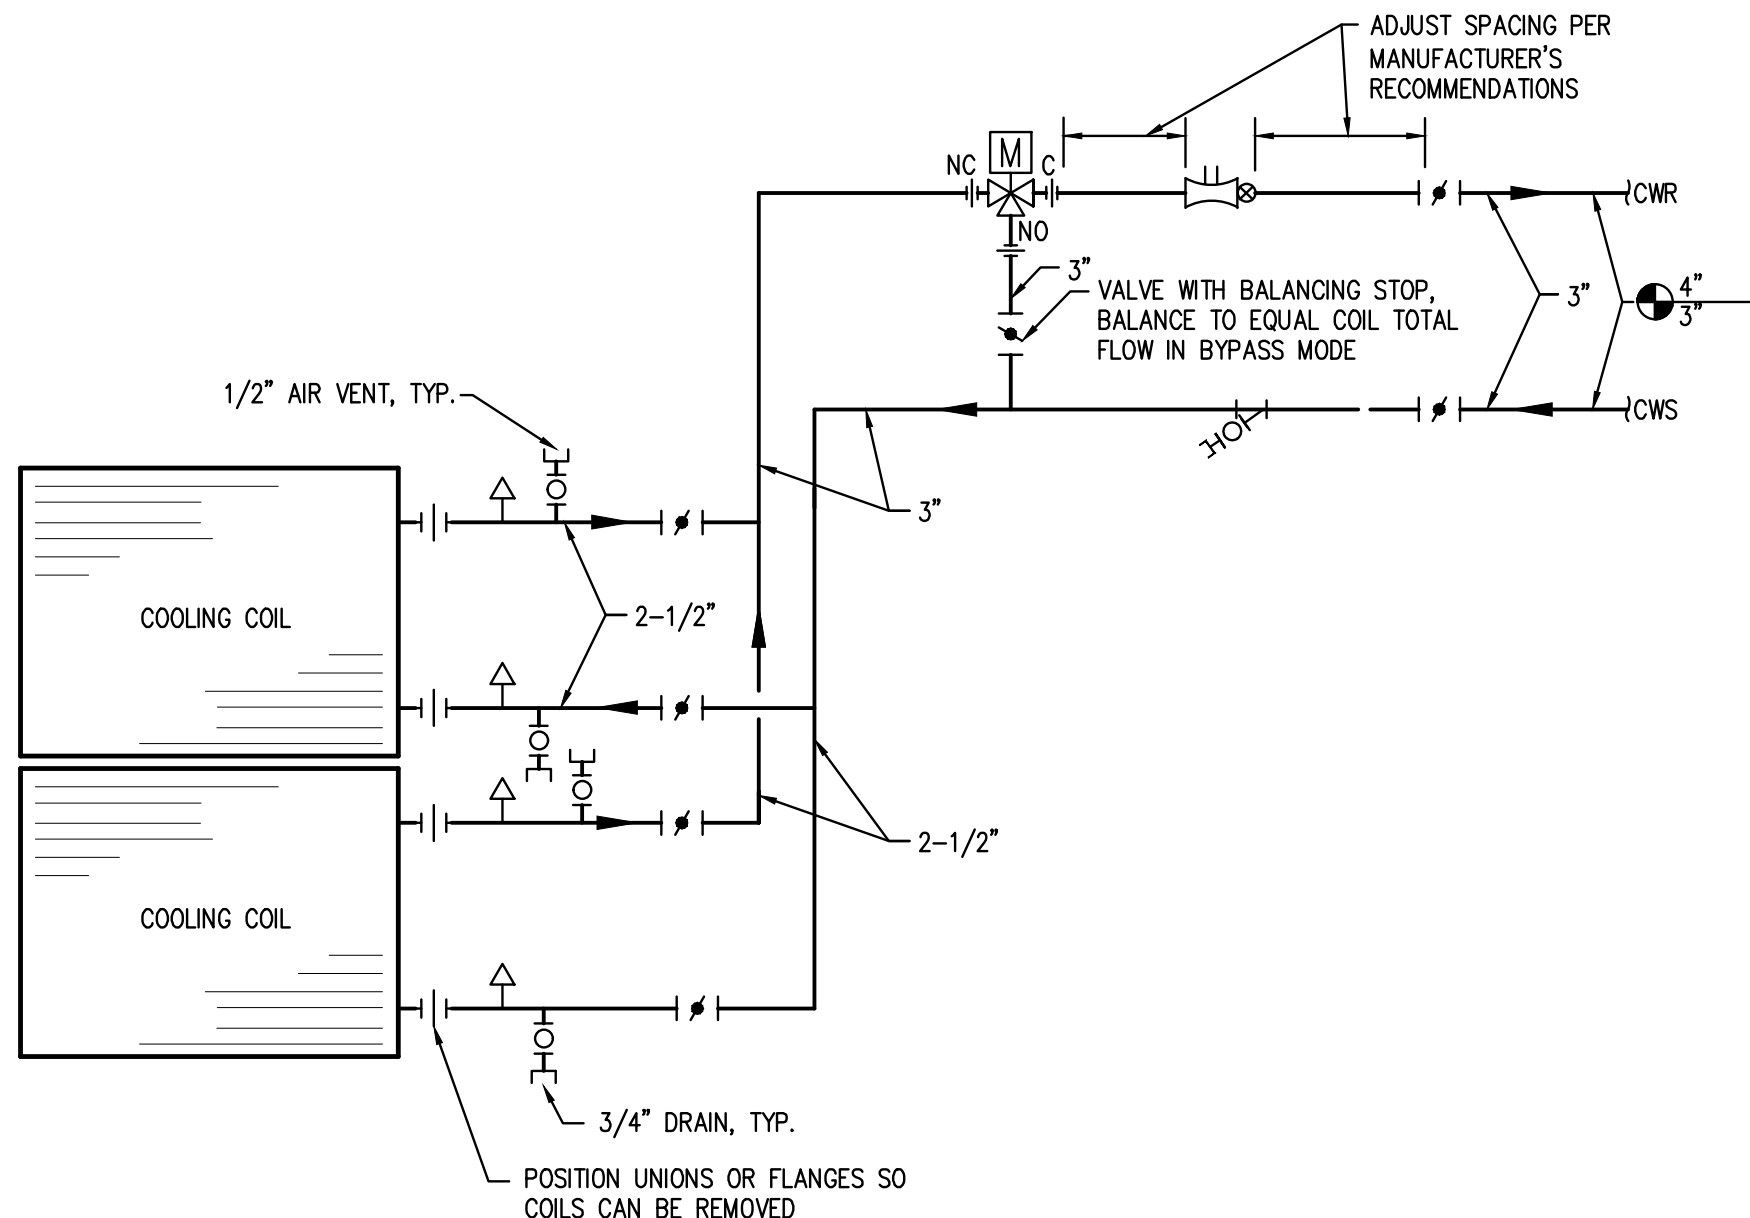 ADJUST SPACING PER
MANUFACTURER'S
RECOMMENDATIONS
NC
M
C
CWR
NO
3"
VALVE WITH BALANCING STOP,
BALANCE TO EQUAL COIL TOTAL
FLOW IN BYPASS MODE
3"
4"
3"
1/2" AIR VENT, TYP.
CWS
3"
COOLING COIL
2-1/2"
2-1/2"
COOLING COIL
3/4" DRAIN, TYP.
POSITION UNIONS OR FLANGES SO
COILS CAN BE REMOVED